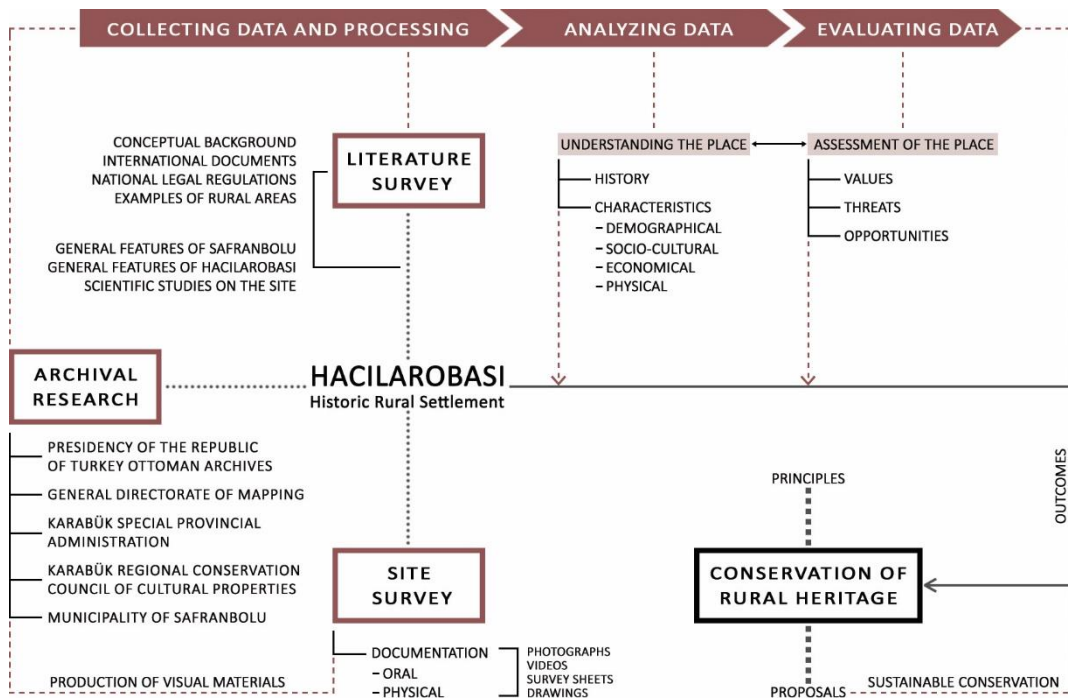 COLLECTING DATA AND PROCESSING
ANALYZING DATA
EVALUATING DATA
CONCEPTUAL BACKGROUND
INTERNATIONAL DOCUMENTS
NATIONAL LEGAL REGULATIONS
EXAMPLES OF RURAL AREAS
GENERAL FEATURES OF SAFRANBOLU
GENERAL FEATURES OF HACILAROBASI
SCIENTIFIC STUDIES ON THE SITE
LITERATURE
SURVEY
UNDERSTANDING THE PLACE
HISTORY
CHARACTERISTICS
– DEMOGRAPHICAL
– SOCIO-CULTURAL
– ECONOMICAL
– PHYSICAL
ASSESSMENT OF THE PLACE
VALUES
THREATS
OPPORTUNITIES
ARCHIVAL
RESEARCH
HACILAROBASI
Historic Rural Settlement
PRESIDENCY OF THE REPUBLIC
OF TURKEY OTTOMAN ARCHIVES
GENERAL DIRECTORATE OF MAPPING
KARABÜK SPECIAL PROVINCIAL
ADMINISTRATION
KARABÜK REGIONAL CONSERVATION
COUNCIL OF CULTURAL PROPERTIES
MUNICIPALITY OF SAFRANBOLU
PRODUCTION OF VISUAL MATERIALS
SITE
SURVEY
DOCUMENTATION
– ORAL
– PHYSICAL
PHOTOGRAPHS
VIDEOS
SURVEY SHEETS
DRAWINGS
PRINCIPLES
CONSERVATION OF
RURAL HERITAGE
PROPOSALS
SUSTAINABLE CONSERVATION
OUTCOMES